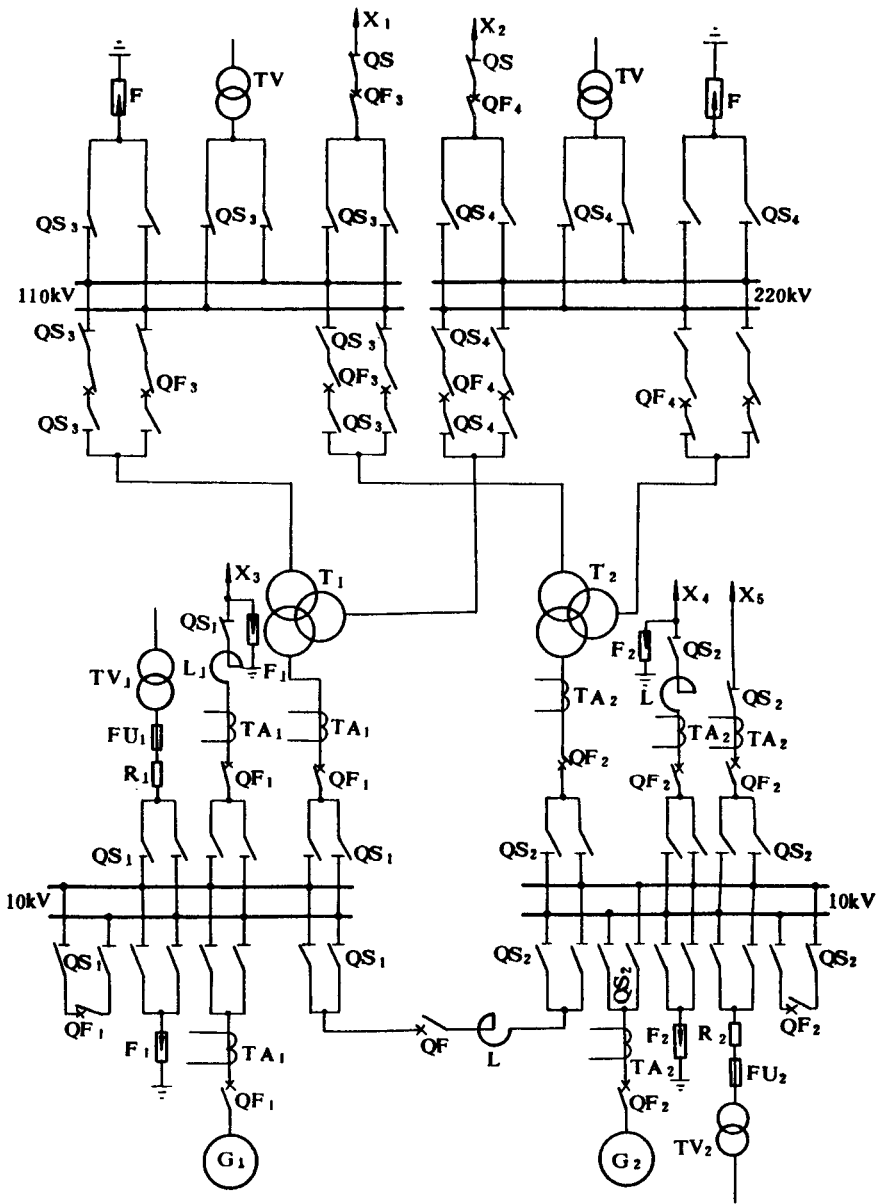 X₁ X₂
QS QS
F TV QF₃ QF₄ TV F
QS₃ QS₃ QS₃ QS₄ QS₄ QS₄
110kV 220kV
QS₃ QS₃ QS₄
QF₃ QF₃ QF₄ QF₄
QS₃ QS₃ QS₄
X₃ T₁ T₂ X₄ X₅
QS₁ F₂ QS₂
TV₁ L₁ F₁ L QS₂
FU₁ TA₁ TA₁ TA₂ TA₂ TA₂
R₁ QF₁ QF₁ QF₂ QF₂ QF₂
QS₁ QS₁ QS₂ QS₂
10kV 10kV
QS₁ QS₁ QS₂ QS₂ QS₂
QF₁ F₁ TA₁ QF L TA₂ F₂ R₂ QF₂
QF₁ QF₂ FU₂
G₁ G₂ TV₂